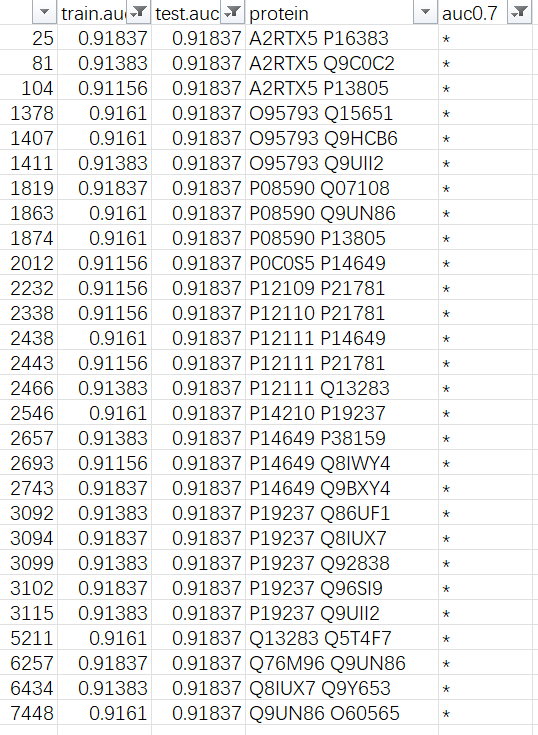 train.auc test.auc protein auc0.7
25 0.91837 0.91837 A2RTX5 P16383 *
81 0.91383 0.91837 A2RTX5 Q9C0C2 *
104 0.91156 0.91837 A2RTX5 P13805 *
1378 0.9161 0.91837 O95793 Q15651 *
1407 0.9161 0.91837 O95793 Q9HCB6 *
1411 0.91383 0.91837 O95793 Q9UII2 *
1819 0.91837 0.91837 P08590 Q07108 *
1863 0.9161 0.91837 P08590 Q9UN86 *
1874 0.9161 0.91837 P08590 P13805 *
2012 0.91156 0.91837 P0C0S5 P14649 *
2232 0.91156 0.91837 P12109 P21781 *
2338 0.91156 0.91837 P12110 P21781 *
2438 0.9161 0.91837 P12111 P14649 *
2443 0.91156 0.91837 P12111 P21781 *
2466 0.91383 0.91837 P12111 Q13283 *
2546 0.9161 0.91837 P14210 P19237 *
2657 0.91383 0.91837 P14649 P38159 *
2693 0.91156 0.91837 P14649 Q8IWY4 *
2743 0.91837 0.91837 P14649 Q9BXY4 *
3092 0.91383 0.91837 P19237 Q86UF1 *
3094 0.91837 0.91837 P19237 Q8IUX7 *
3099 0.91383 0.91837 P19237 Q92838 *
3102 0.91837 0.91837 P19237 Q96SI9 *
3115 0.91383 0.91837 P19237 Q9UII2 *
5211 0.9161 0.91837 Q13283 Q5T4F7 *
6257 0.91837 0.91837 Q76M96 Q9UN86 *
6434 0.91383 0.91837 Q8IUX7 Q9Y653 *
7448 0.9161 0.91837 Q9UN86 O60565 *